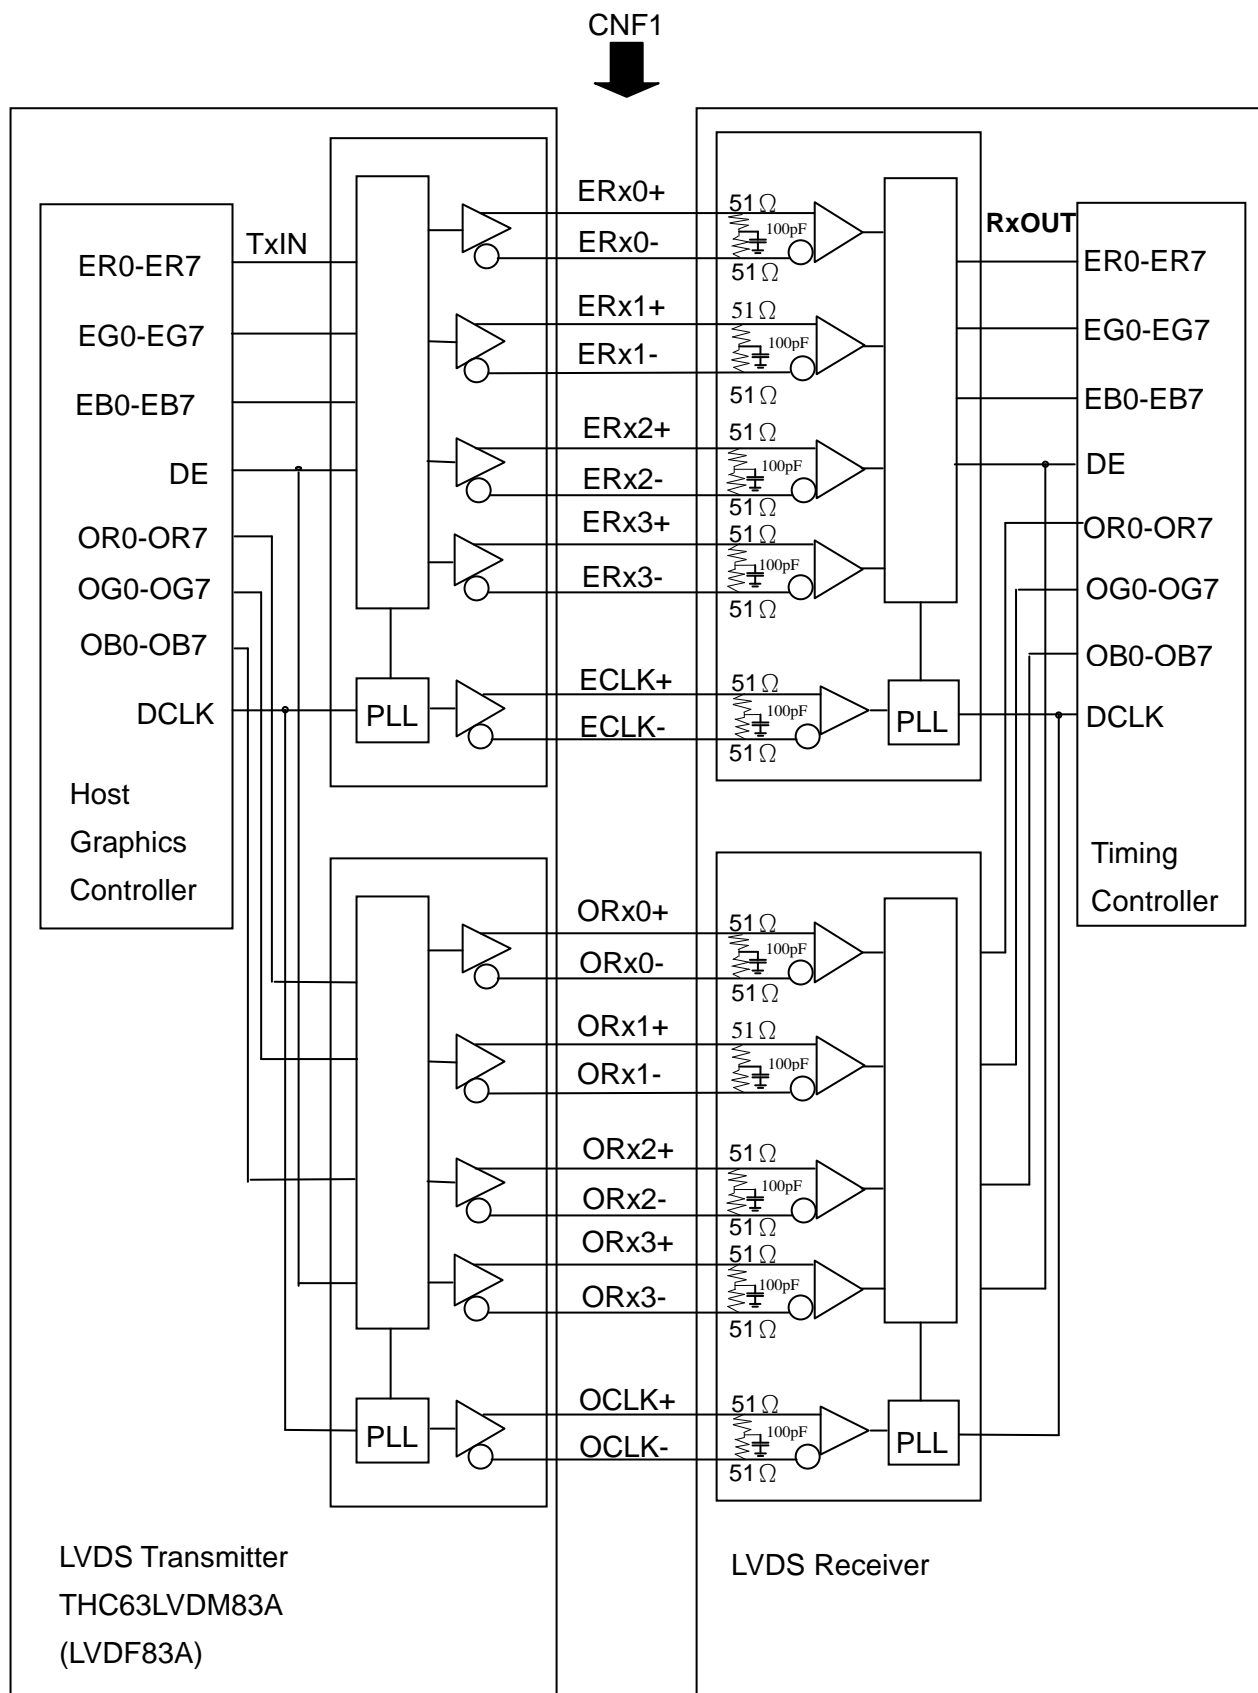 CNF1
TxIN
RxOUT
ER0-ER7
EG0-EG7
EB0-EB7
DE
OR0-OR7
OG0-OG7
OB0-OB7
DCLK
Host
Graphics
Controller
PLL
ERx0+
ERx0-
ERx1+
ERx1-
ERx2+
ERx2-
ERx3+
ERx3-
ECLK+
ECLK-
51Ω
100pF
51Ω
51Ω
100pF
51Ω
51Ω
100pF
51Ω
51Ω
100pF
51Ω
51Ω
100pF
51Ω
PLL
ER0-ER7
EG0-EG7
EB0-EB7
DE
OR0-OR7
OG0-OG7
OB0-OB7
DCLK
Timing
Controller
PLL
ORx0+
ORx0-
ORx1+
ORx1-
ORx2+
ORx2-
ORx3+
ORx3-
OCLK+
OCLK-
51Ω
100pF
51Ω
51Ω
100pF
51Ω
100pF
51Ω
51Ω
100pF
51Ω
51Ω
100pF
51Ω
PLL
LVDS Transmitter
THC63LVDM83A
(LVDF83A)
LVDS Receiver